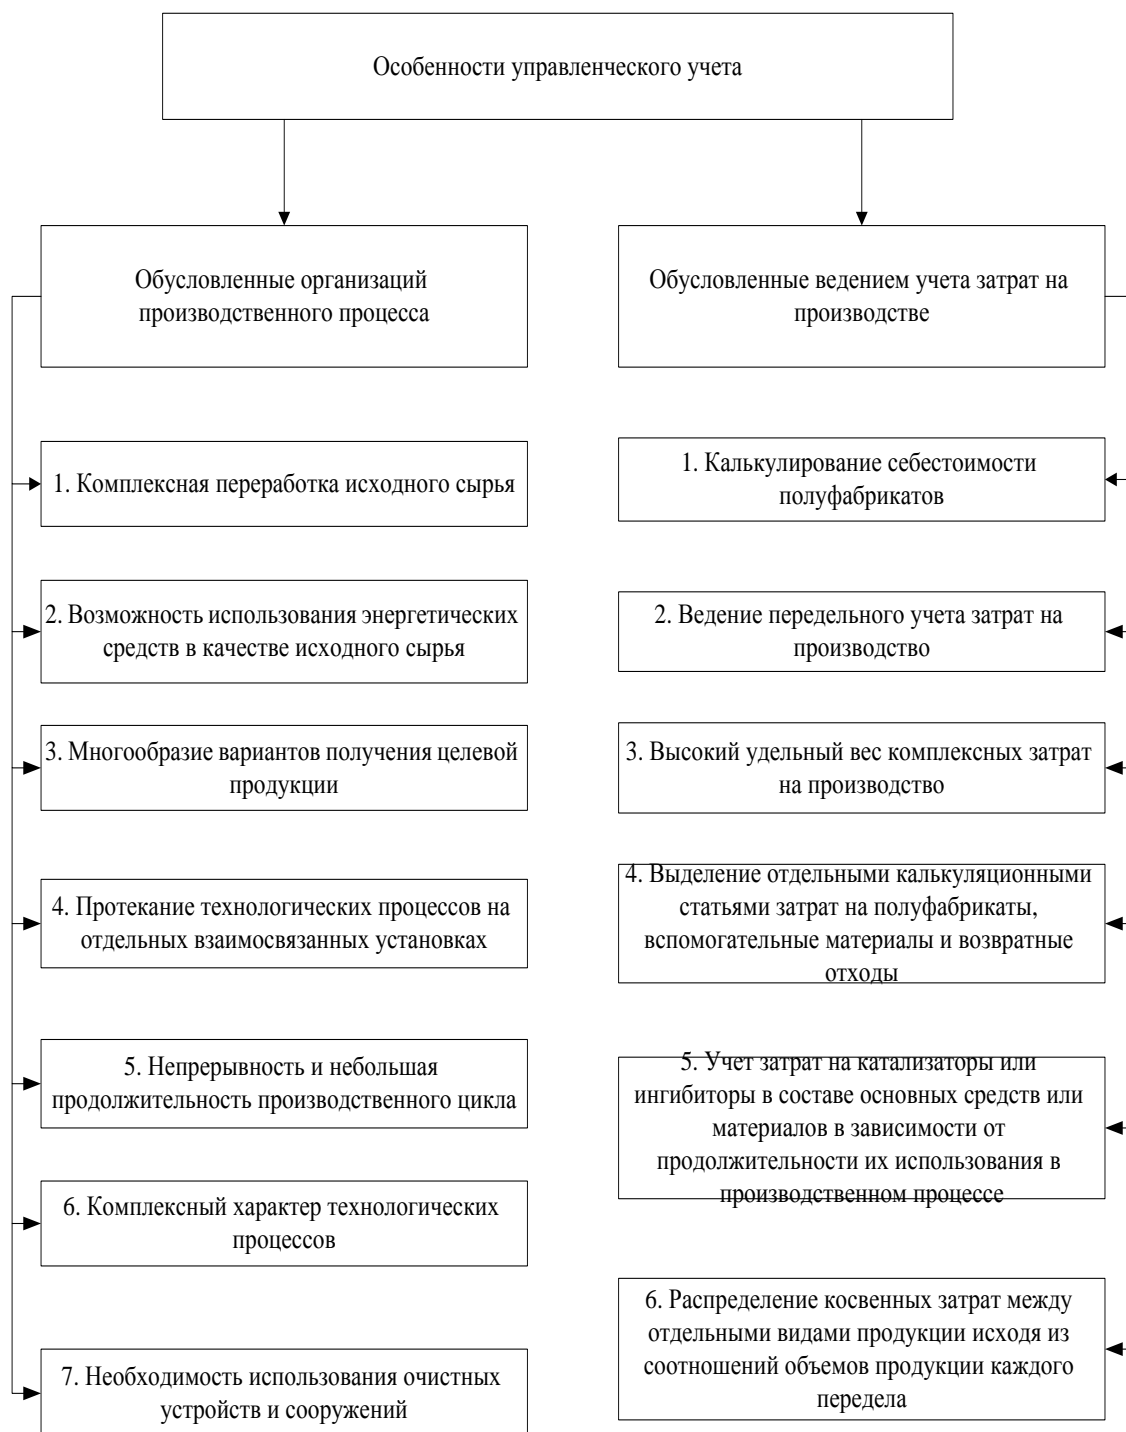 Особенности управленческого учета
Обусловленные организаций
производственного процесса
1. Комплексная переработка исходного сырья
2. Возможность использования энергетических
средств в качестве исходного сырья
3. Многообразие вариантов получения целевой
продукции
4. Протекание технологических процессов на
отдельных взаимосвязанных установках
5. Непрерывность и небольшая
продолжительность производственного цикла
6. Комплексный характер технологических
процессов
7. Необходимость использования очистных
устройств и сооружений
Обусловленные ведением учета затрат на
производстве
1. Калькулирование себестоимости
полуфабрикатов
2. Ведение передельного учета затрат на
производство
3. Высокий удельный вес комплексных затрат
на производство
4. Выделение отдельными калькуляционными
статьями затрат на полуфабрикаты,
вспомогательные материалы и возвратные
отходы
5. Учет затрат на катализаторы или
ингибиторы в составе основных средств или
материалов в зависимости от
продолжительности их использования в
производственном процессе
6. Распределение косвенных затрат между
отдельными видами продукции исходя из
соотношений объемов продукции каждого
передела